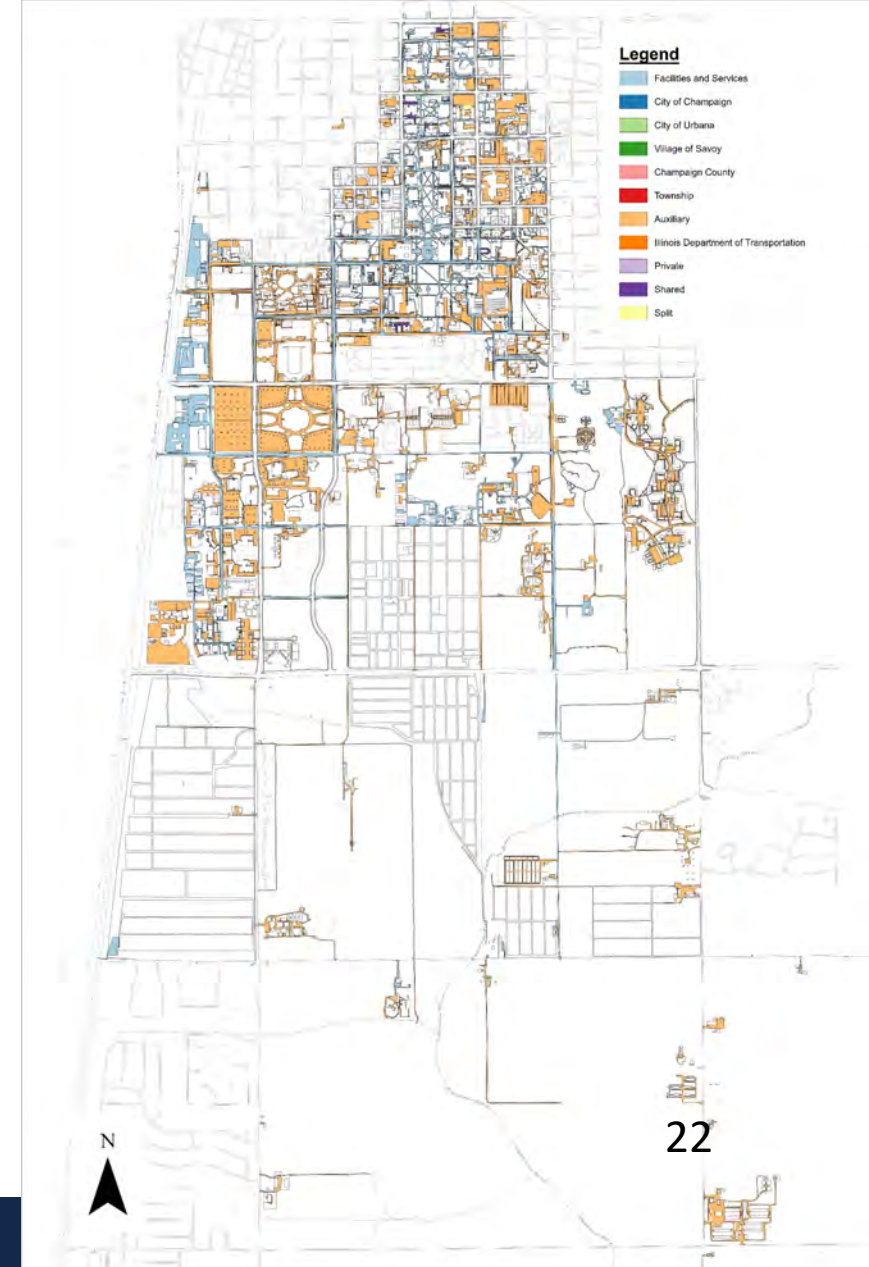 Legend
Facilities and Services
City of Champaign
City of Urbana
Village of Savoy
Champaign County
Township
Auxiliary
Illinois Department of Transportation
Private
Shared
Split
22
N